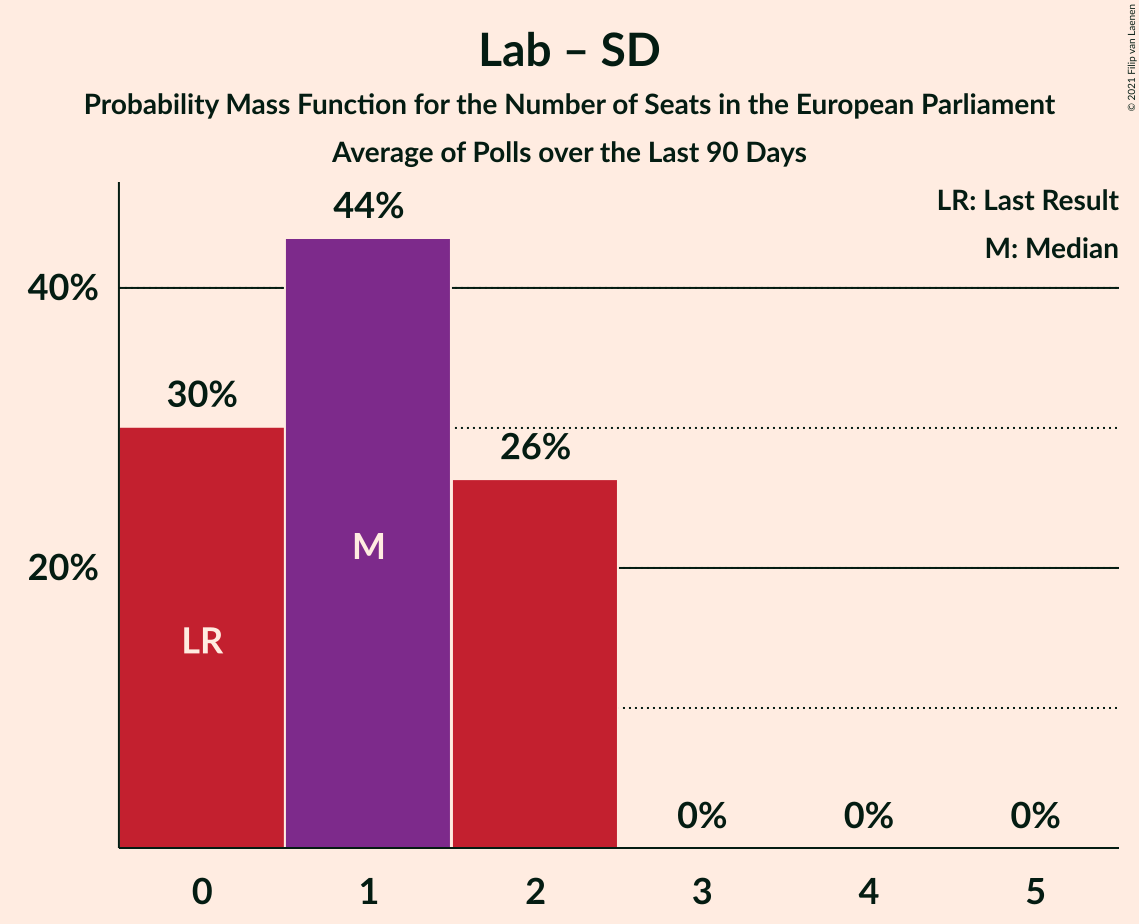 Lab – SD
Probability Mass Function for the Number of Seats in the European Parliament
Average of Polls over the Last 90 Days
© 2021 Filip van Laenen
LR: Last Result
M: Median
44%
40%
30%
26%
20%
M
LR
0%
0%
0%
0
1
2
3
4
5